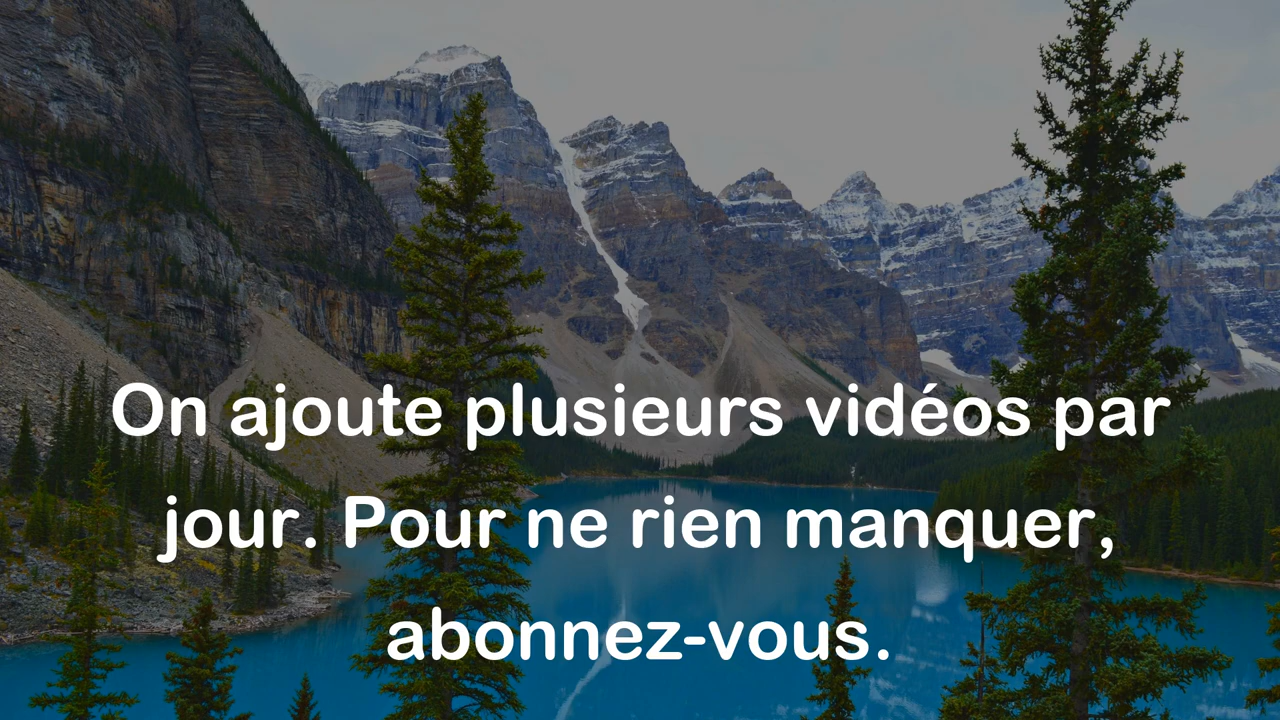 On ajoute plusieurs vidéos par
jour. Pour ne rien manquer,
abonnez-vous.